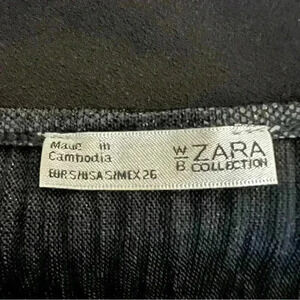 Made in
Cambodia
EUR S/USA S/MEX 26
W/B ZARA
COLLECTION